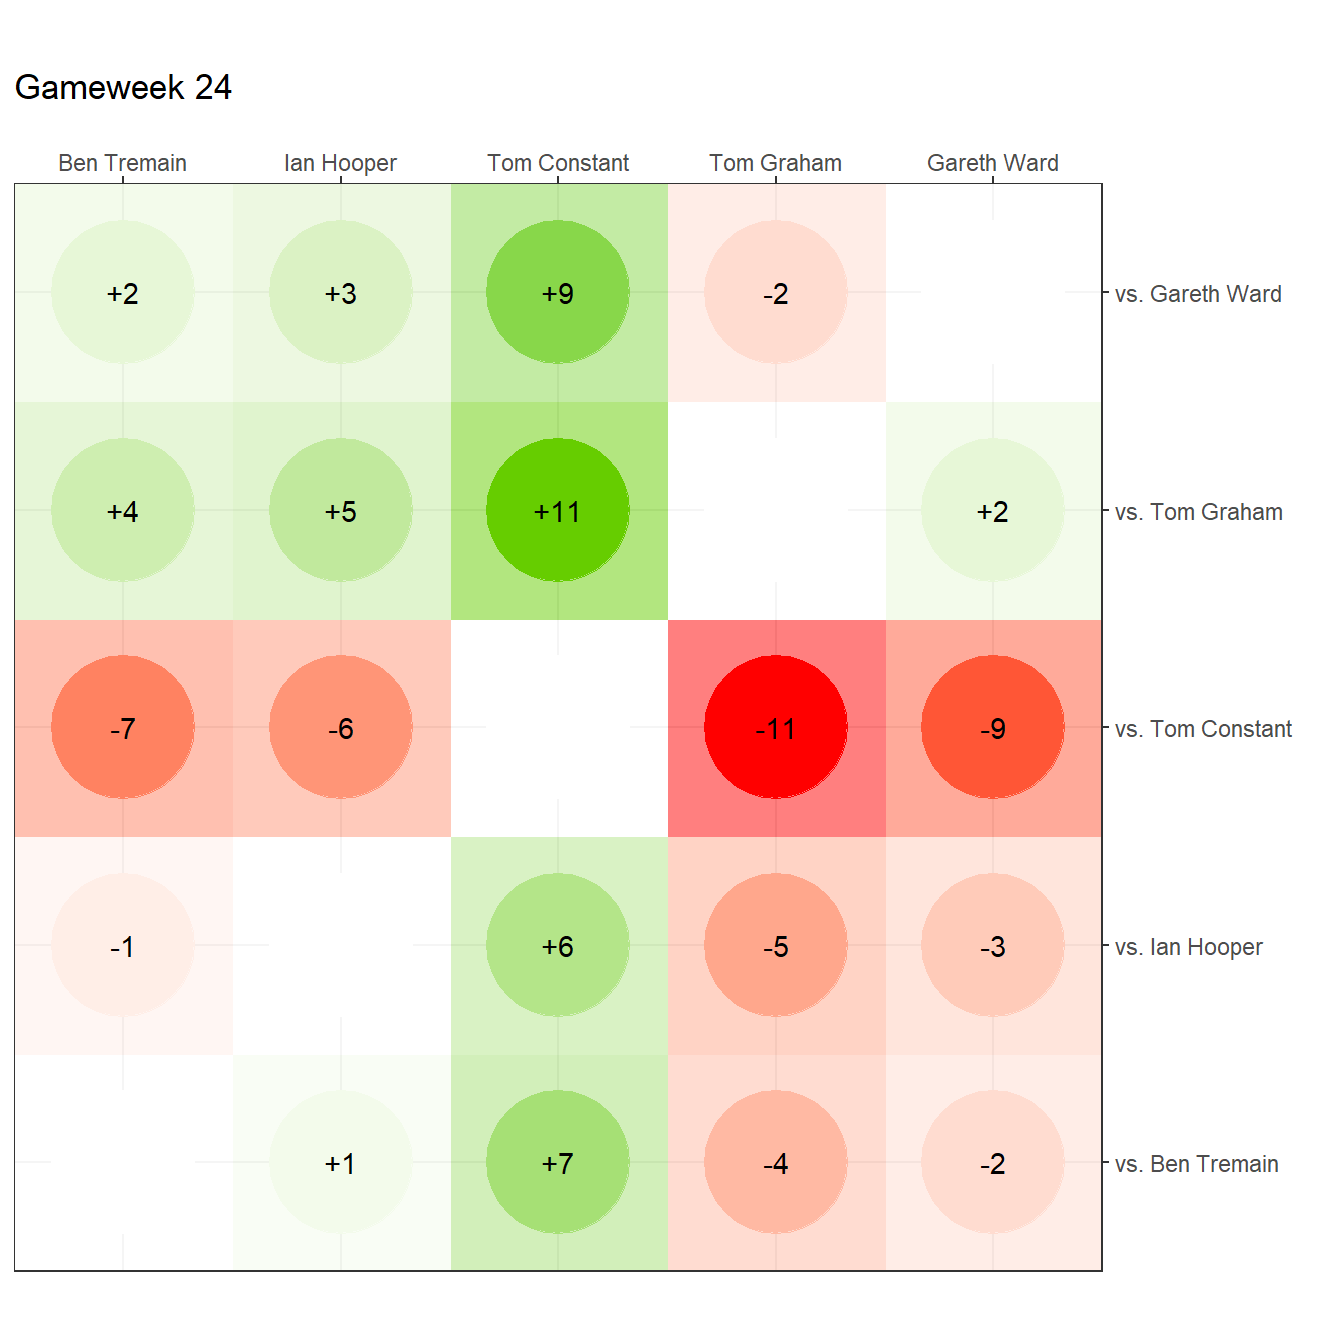 Gameweek 24
Ben Tremain Ian Hooper Tom Constant Tom Graham Gareth Ward
+2 +3 +9 -2 vs. Gareth Ward
+4 +5 +11 +2 vs. Tom Graham
-7 -6 -11 -9 vs. Tom Constant
-1 +6 -5 -3 vs. Ian Hooper
+1 +7 -4 -2 vs. Ben Tremain